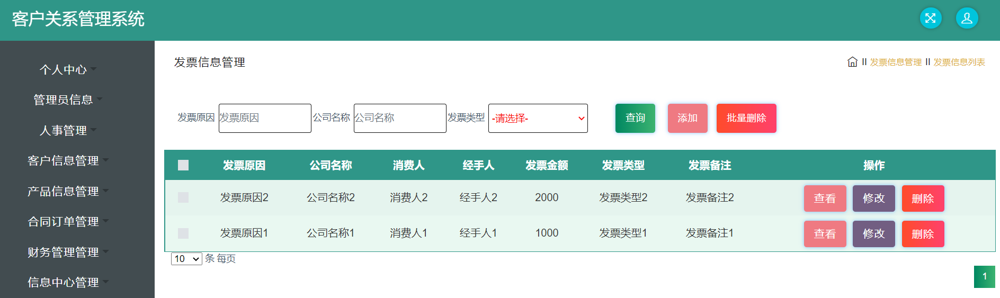 客户关系管理系统
个人中心
管理员信息
人事管理
客户信息管理
产品信息管理
合同订单管理
财务管理管理
信息中心管理
发票信息管理
II 发票信息管理 II 发票信息列表
发票原因 发票原因 公司名称 公司名称 发票类型 -请选择- 查询 添加 批量删除
发票原因 公司名称 消费人 经手人 发票金额 发票类型 发票备注 操作
发票原因2 公司名称2 消费人2 经手人2 2000 发票类型2 发票备注2 查看 修改 删除
发票原因1 公司名称1 消费人1 经手人1 1000 发票类型1 发票备注1 查看 修改 删除
10 条 每页
1